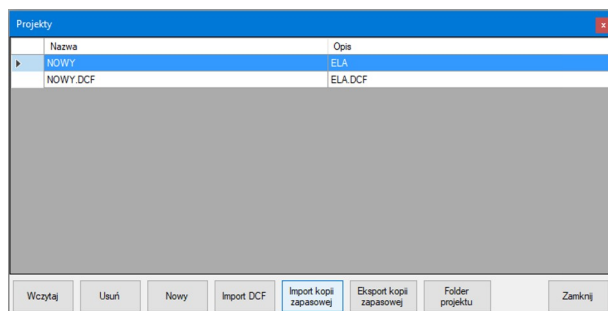 Projekty
x
Nazwa Opis
NOWY ELA
NOWY.DCF ELA.DCF
Wczytaj Usuń Nowy Import DCF Import kopii zapasowej Eksport kopii zapasowej Folder projektu Zamknij